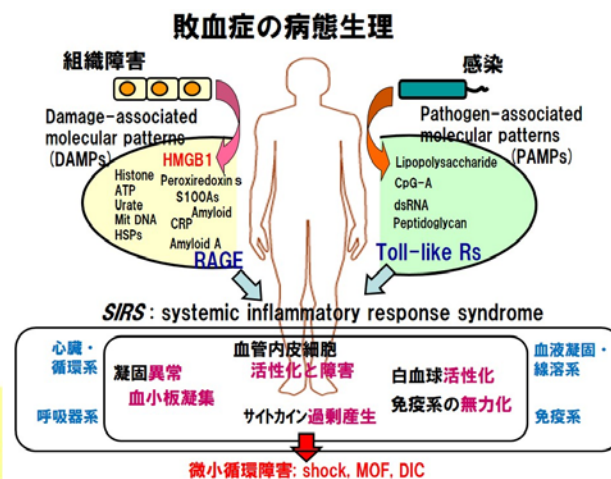 敗血症の病態生理
組織障害
感染
Damage-associated
molecular patterns
(DAMPs)
Pathogen-associated
molecular patterns
(PAMPs)
HMGB1
Histone
ATP
Urate
Mit DNA
HSPs
Peroxiredoxins
S100As
Amyloid
CRP
Amyloid A
RAGE
Lipopolysaccharide
CpG-A
dsRNA
Peptidoglycan
Toll-like Rs
SIRS : systemic inflammatory response syndrome
心臓・
循環系
呼吸器系
凝固異常
血小板凝集
血管内皮細胞
活性化と障害
サイトカイン過剰産生
白血球活性化
免疫系の無力化
血液凝固・
線溶系
免疫系
微小循環障害: shock, MOF, DIC